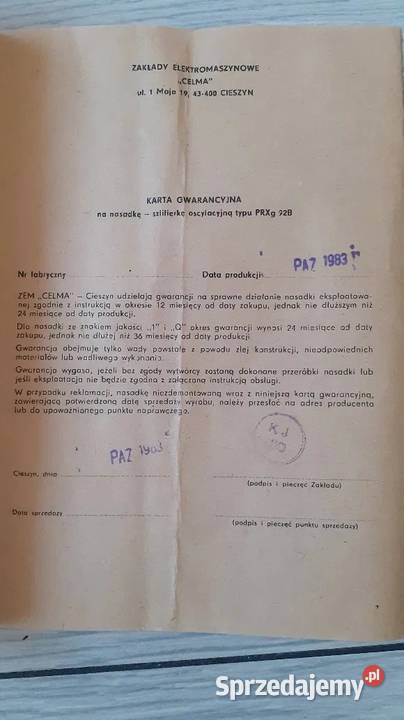 ZAKŁADY ELEKTROMASZYNOWE
„CELMA"
ul. 1 Maja 19, 43-400 CIESZYN
KARTA GWARANCYJNA
na nasadkę – szlifierkę oscylacyjną typu PRXg 92B
Nr fabryczny Data produkcji PAZ 1983 r
ZEM „CELMA" – Cieszyn udzielają gwarancji na sprawne działanie nasadki eksploatowa-
nej zgodnie z instrukcją w okresie 12 miesięcy od daty zakupu, jednak nie dłuższym niż
24 miesiące od daty produkcji.
Dla nasadek ze znakiem jakości „1" i „Q" okres gwarancji wynosi 24 miesiące od daty
zakupu, jednak nie dłużej niż 36 miesięcy od daty produkcji
Gwarancja obejmuje tylko wady powstałe z powodu złej konstrukcji, nieodpowiednich
materiałów lub wadliwego wykonania.
Gwarancja wygasa, jeżeli bez zgody wytwórcy zostaną dokonane przeróbki nasadki lub
jeśli eksploatacja nie będzie zgodna z załączoną instrukcją obsługi.
W przypadku reklamacji, nasadkę niezdemontowaną wraz z niniejszą kartą gwarancyjną,
zawierającą potwierdzoną datę sprzedaży wyrobu, należy przesłać na adres producenta
lub do upoważnionego punktu naprawczego.
PAZ 1983
KJ
Cieszyn, dnia
(podpis i pieczęć Zakładu)
Data sprzedaży
(podpis i pieczęć punktu sprzedaży)
Sprzedajemy.pl